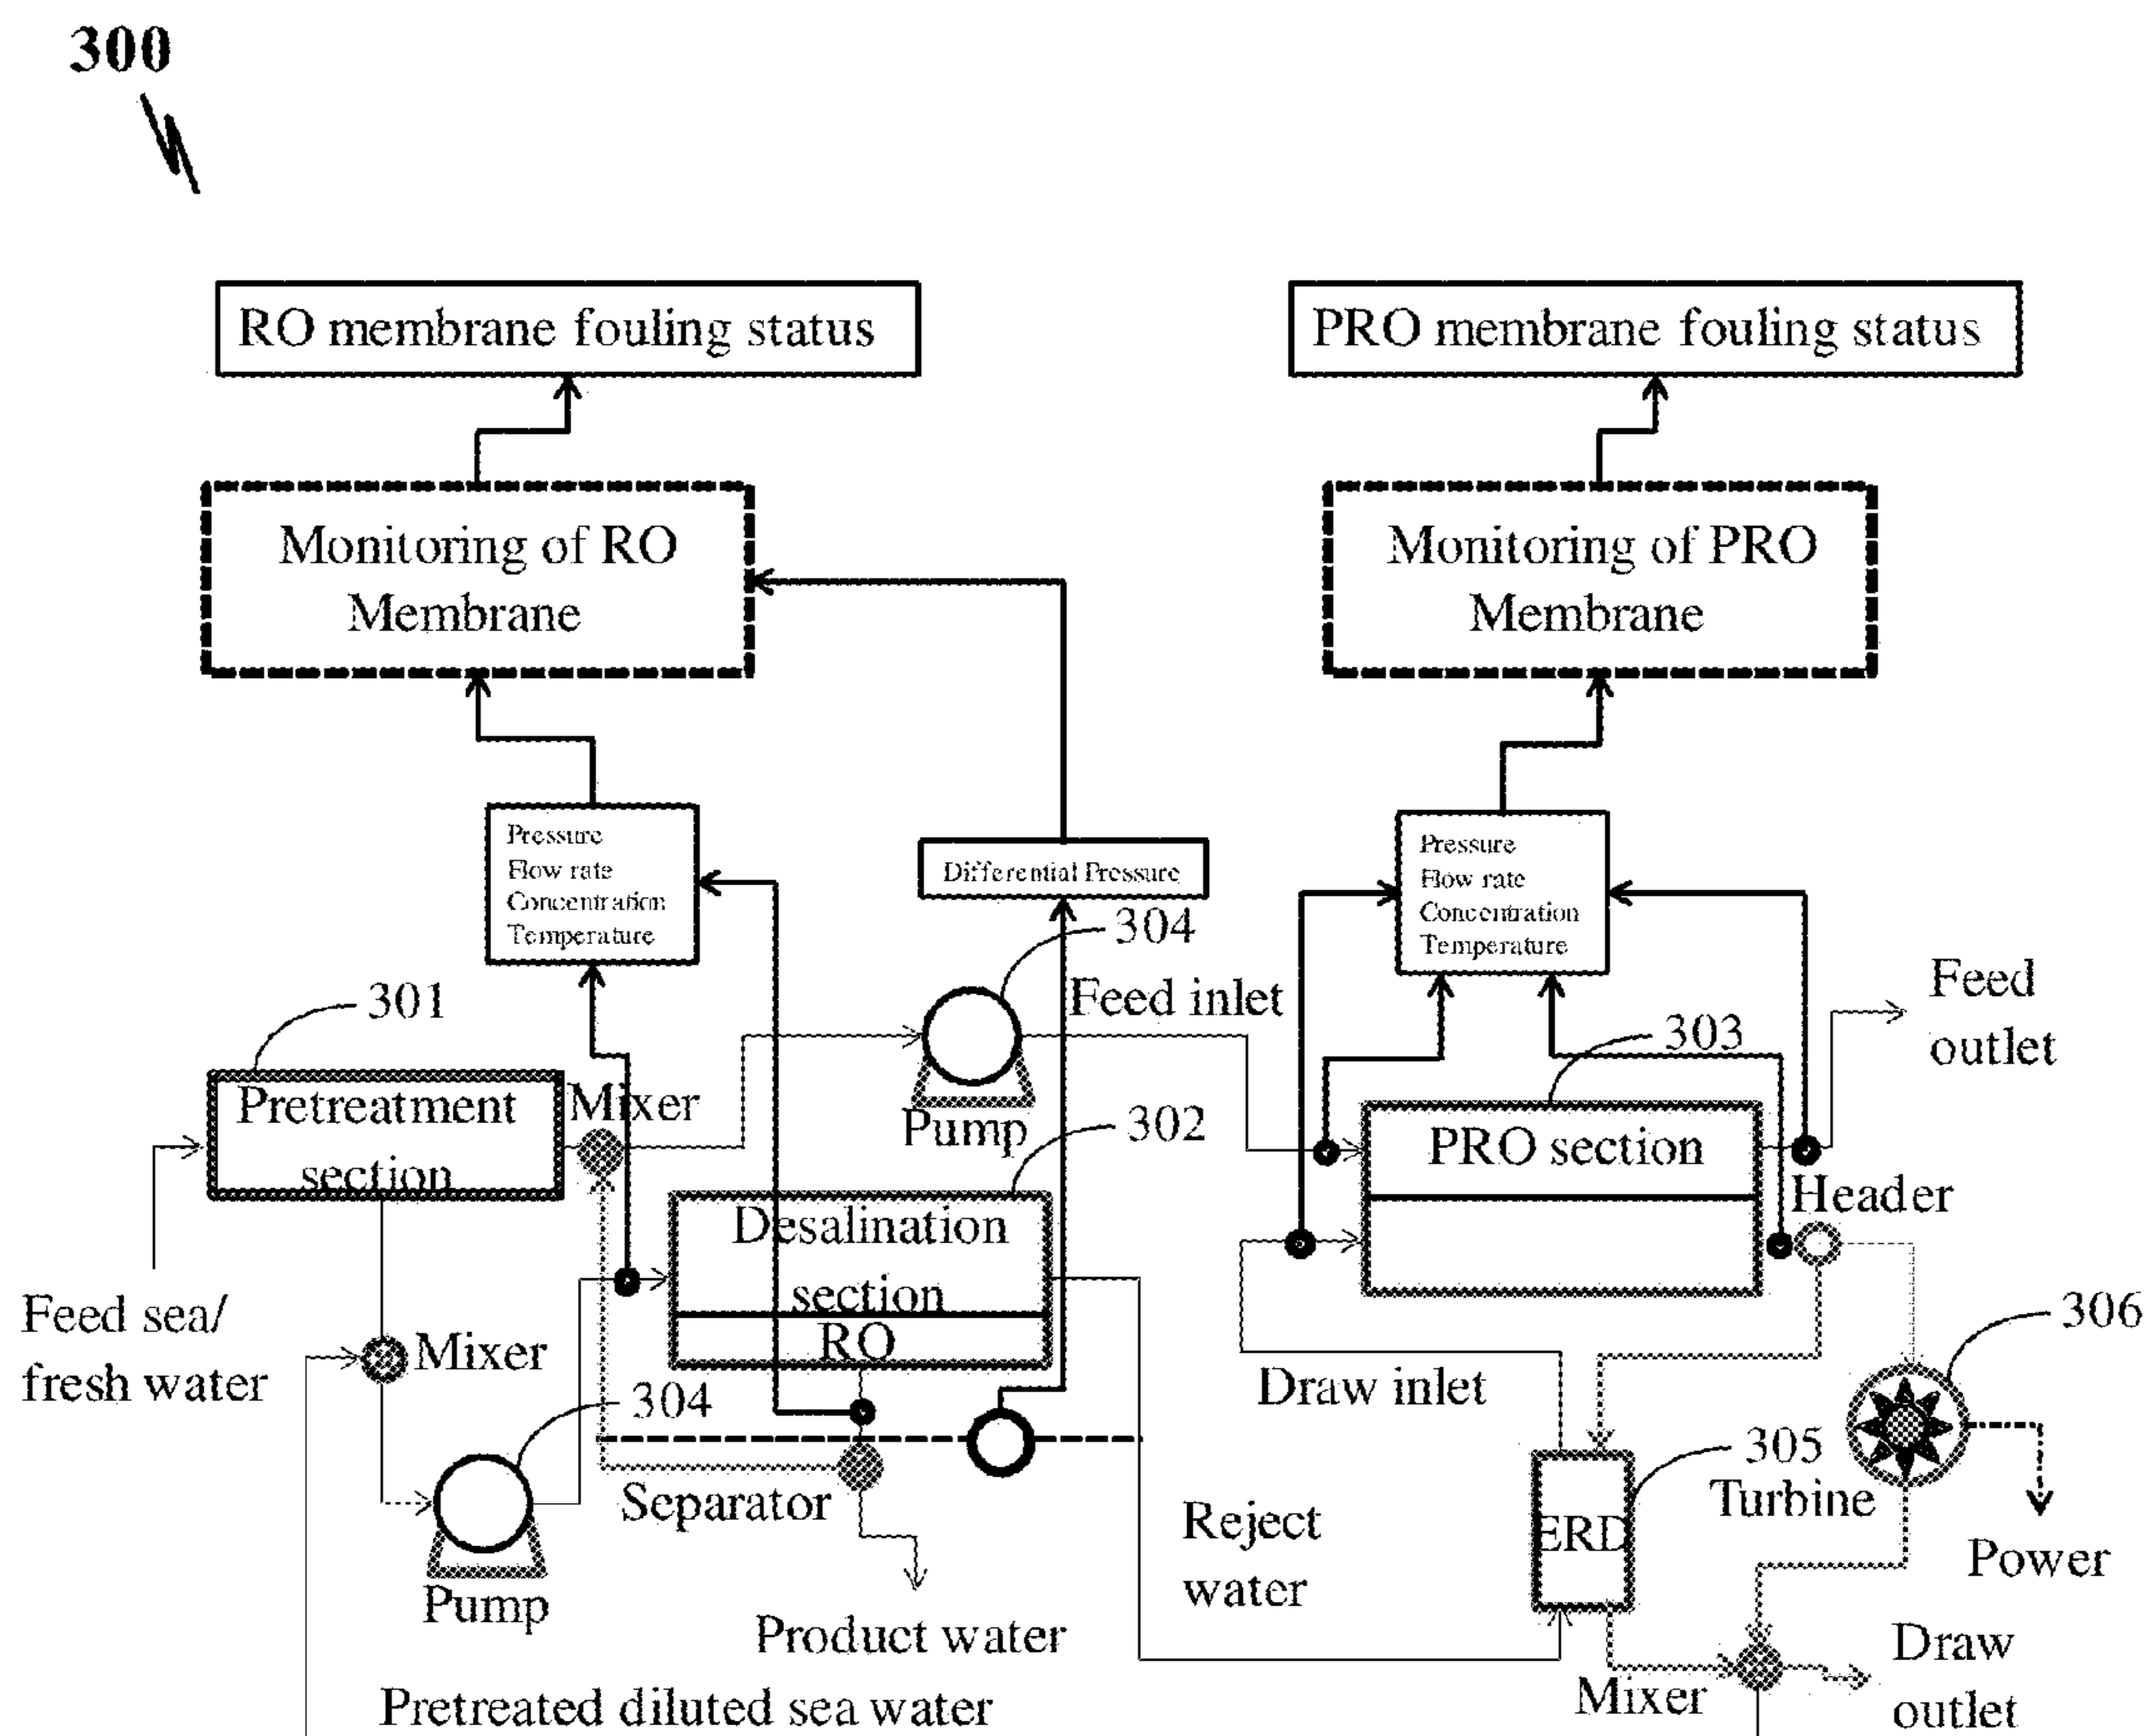 300
RO membrane fouling status
PRO membrane fouling status
Monitoring of RO
Membrane
Monitoring of PRO
Membrane
Pressure
Flow rate
Concentration
Temperature
Differential Pressure
Pressure
Flow rate
Concentration
Temperature
304
Feed inlet
Feed
outlet
301
303
Pretreatment
section
Mixer
Pump
302
PRO section
Header
Desalination
section
RO
Feed sea/
fresh water
Mixer
304
Draw inlet
306
Separator
305
Turbine
ERD
Reject
water
Power
Pump
Product water
Draw
outlet
Mixer
Pretreated diluted sea water